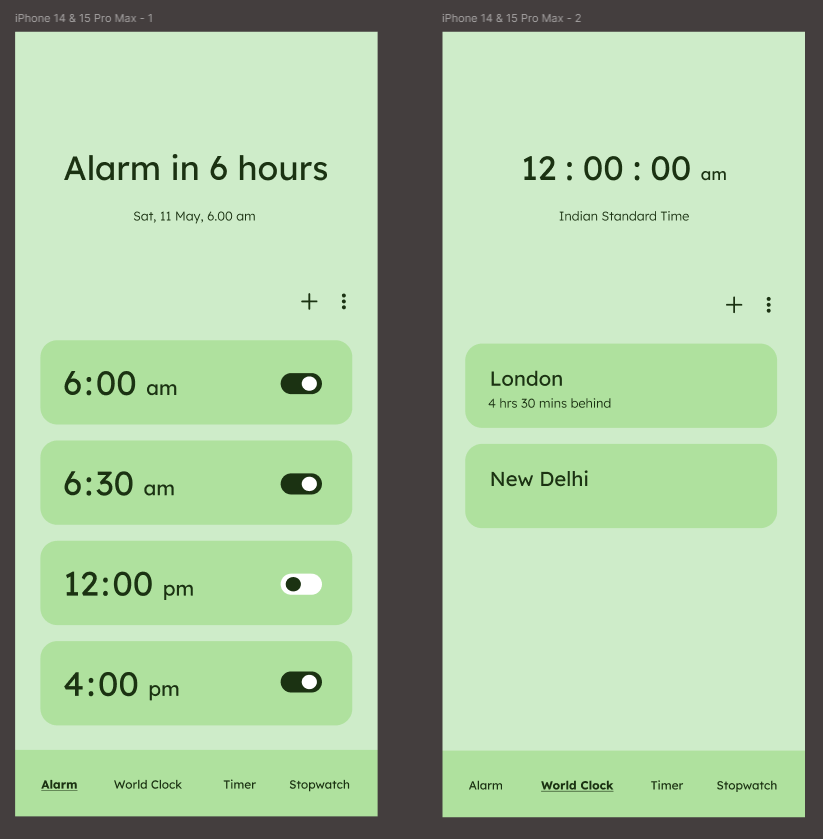 iPhone 14 & 15 Pro Max - 1
Alarm in 6 hours
Sat, 11 May, 6.00 am
6:00 am
6:30 am
12:00 pm
4:00 pm
Alarm World Clock Timer Stopwatch
iPhone 14 & 15 Pro Max - 2
12 : 00 : 00 am
Indian Standard Time
London
4 hrs 30 mins behind
New Delhi
Alarm World Clock Timer Stopwatch